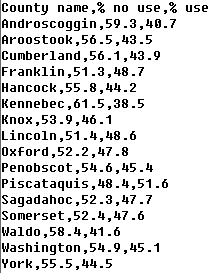 County name,% no use,% use
Androscoggin,59.3,40.7
Aroostook,56.5,43.5
Cumberland,56.1,43.9
Franklin,51.3,48.7
Hancock,55.8,44.2
Kennebec,61.5,38.5
Knox,53.9,46.1
Lincoln,51.4,48.6
Oxford,52.2,47.8
Penobscot,54.6,45.4
Piscataquis,48.4,51.6
Sagadahoc,52.3,47.7
Somerset,52.4,47.6
Waldo,58.4,41.6
Washington,54.9,45.1
York,55.5,44.5